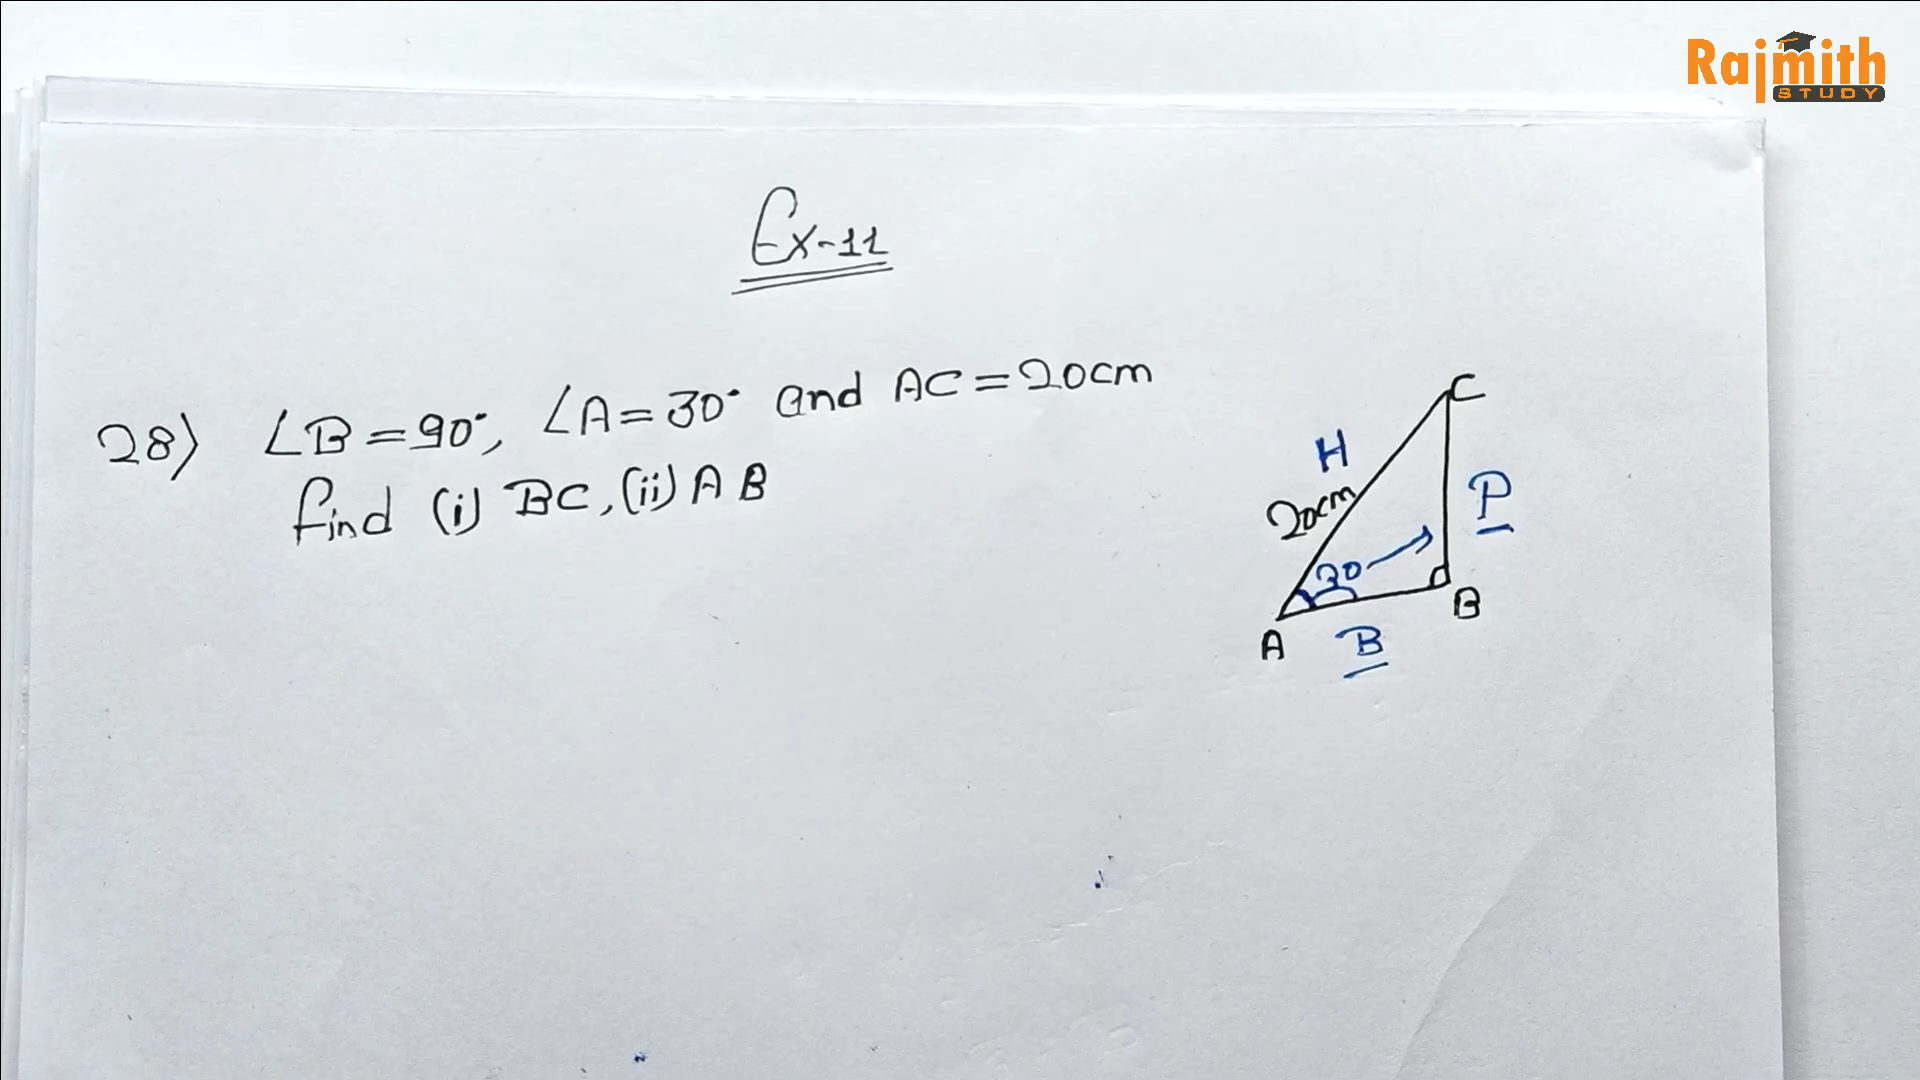 Rajmith
STUDY
Ex-11
28) ∠B=90°, ∠A=30° and AC=20cm
find (i) BC, (ii) AB
C
H
20cm
P
30
A
B
B